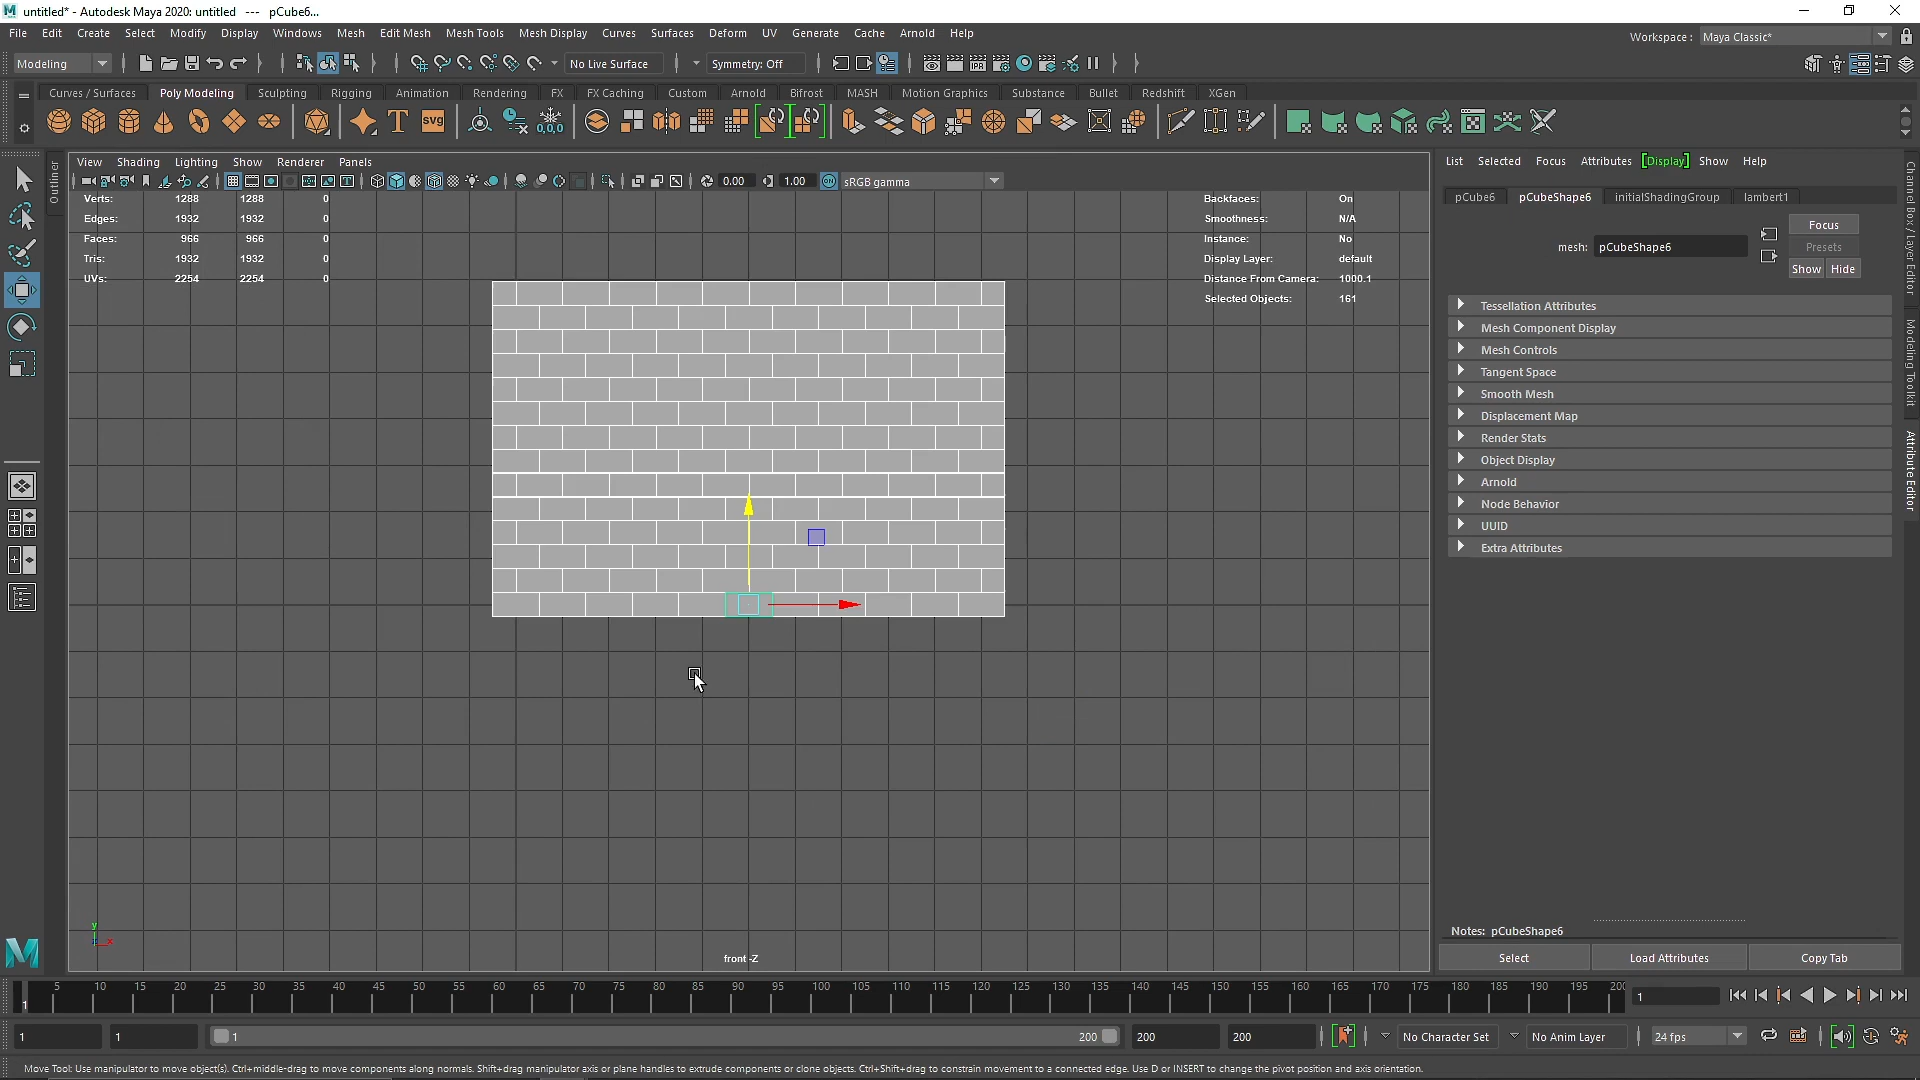 untitled* - Autodesk Maya 2020: untitled --- pCube6...
File Edit Create Select Modify Display Windows Mesh Edit Mesh Mesh Tools Mesh Display Curves Surfaces Deform UV Generate Cache Arnold Help
Workspace : Maya Classic*
Modeling No Live Surface Symmetry: Off
Curves / Surfaces Poly Modeling Sculpting Rigging Animation Rendering FX FX Caching Custom Arnold Bifrost MASH Motion Graphics Substance Bullet Redshift XGen
T svg 0,0,0
View Shading Lighting Show Renderer Panels
0.00 1.00 ON sRGB gamma
Outliner
Verts: 1288 1288 0
Edges: 1932 1932 0
Faces: 966 966 0
Tris: 1932 1932 0
UVs: 2254 2254 0
Backfaces: On
Smoothness: N/A
Instance: No
Display Layer: default
Distance From Camera: 1000.1
Selected Objects: 161
y
z x
front -Z
List Selected Focus Attributes Display Show Help
pCube6 pCubeShape6 initialShadingGroup lambert1
Focus
mesh: pCubeShape6
Presets
Show Hide
Tessellation Attributes
Mesh Component Display
Mesh Controls
Tangent Space
Smooth Mesh
Displacement Map
Render Stats
Object Display
Arnold
Node Behavior
UUID
Extra Attributes
Notes: pCubeShape6
Select Load Attributes Copy Tab
Channel Box / Layer Editor
Modeling Toolkit
Attribute Editor
1 5 10 15 20 25 30 35 40 45 50 55 60 65 70 75 80 85 90 95 100 105 110 115 120 125 130 135 140 145 150 155 160 165 170 175 180 185 190 195 200 1
1 1 1 200 200 200 No Character Set No Anim Layer 24 fps
Move Tool: Use manipulator to move object(s). Ctrl+middle-drag to move components along normals. Shift+drag manipulator axis or plane handles to extrude components or clone objects. Ctrl+Shift+drag to constrain movement to a connected edge. Use D or INSERT to change the pivot position and axis orientation.